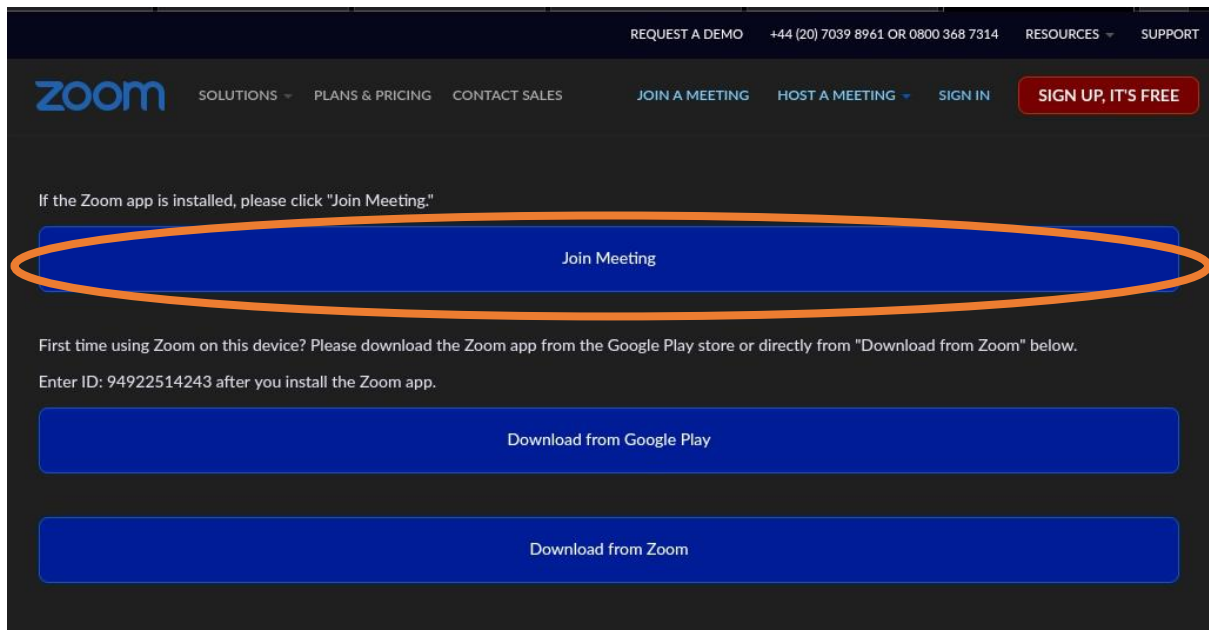 REQUEST A DEMO +44 (20) 7039 8961 OR 0800 368 7314 RESOURCES SUPPORT
zoom SOLUTIONS PLANS & PRICING CONTACT SALES JOIN A MEETING HOST A MEETING SIGN IN SIGN UP, IT'S FREE
If the Zoom app is installed, please click "Join Meeting."
Join Meeting
First time using Zoom on this device? Please download the Zoom app from the Google Play store or directly from "Download from Zoom" below.
Enter ID: 94922514243 after you install the Zoom app.
Download from Google Play
Download from Zoom